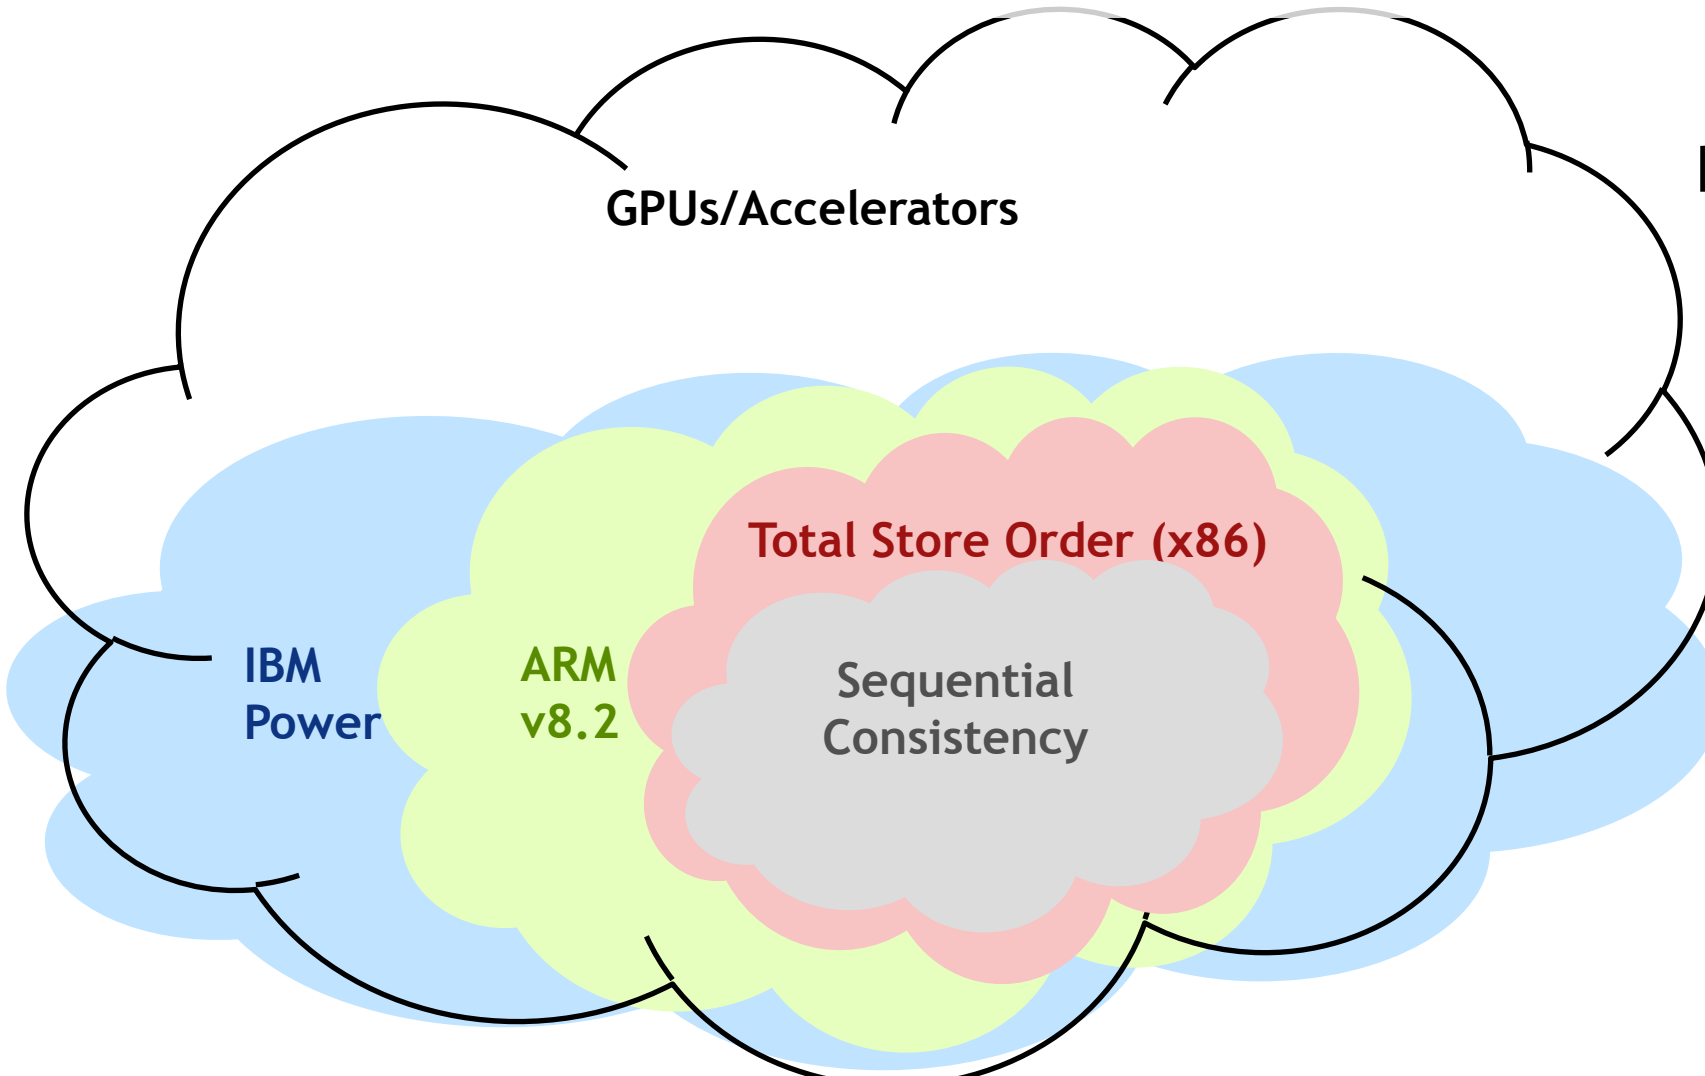 GPUs/Accelerators
Total Store Order (x86)
IBM
Power
ARM
v8.2
Sequential
Consistency